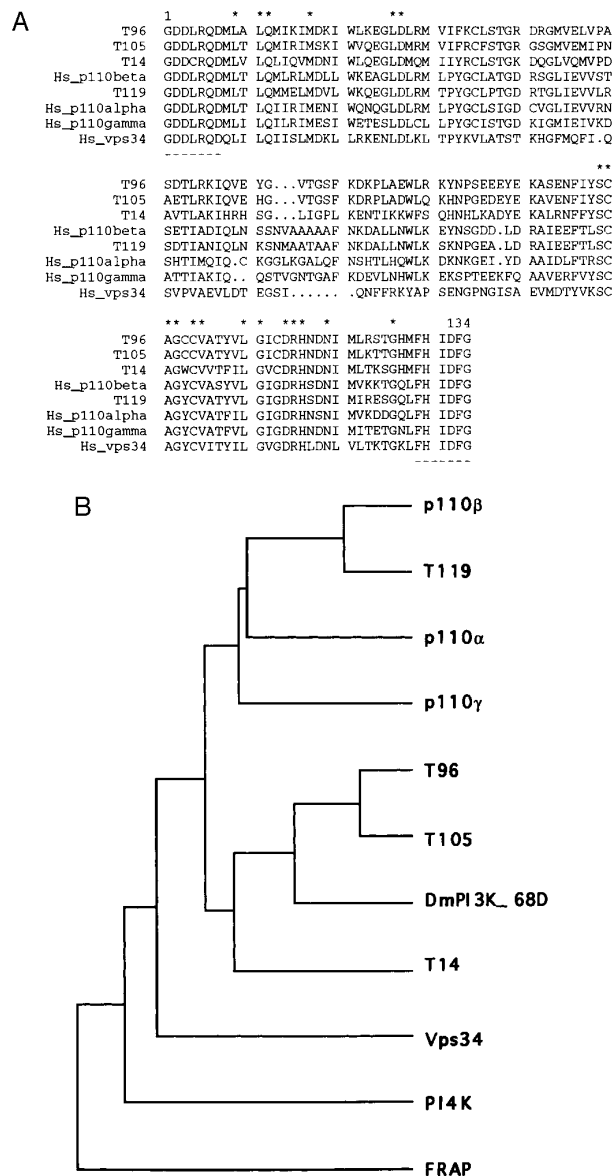 A
1 * ** * **
T96 GDDLRQDMLA LQMIKIMDKI WLKEGLDLRM VIFKCLSTGR DRGMVELVPA
T105 GDDLRQDMLT LQMIRIMSKI WVQEGLDMRM VIFRCFSTGR GSGMVEMIPN
T14 GDDCRQDMLV LQLIQVMDNI WLQEGLDMQM IIYRCLSTGK DQGLVQMVPD
Hs_p110beta GDDLRQDMLT LQMLRLMDLL WKEAGLDLRM LPYGCLATGD RSGLIEVVST
T119 GDDLRQDMLT LQMMELMDVL WKQEGLDLRM TPYGCLPTGD RTGLIEVVLR
Hs_p110alpha GDDLRQDMLT LQIIRIMENI WQNQGLDLRM LPYGCLSIGD CVGLIEVVRN
Hs_p110gamma GDDLRQDMLI LQILRIMESI WETESLDLCL LPYGCISTGD KIGMIEIVKD
Hs_vps34 GDDLRQDQLI LQIISLMDKL LRKENLDLKL TPYKVLATST KHGFMQFI.Q
-------
T96 SDTLRKIQVE YG...VTGSF KDKPLAEWLR KYNPSEEEYE KASENFIYSC
T105 AETLRKIQVE HG...VTGSF KDRPLADWLQ KHNPGEDEYE KAVENFIYSC
T14 AVTLAKIHRH SG...LIGPL KENTIKKWFS QHNHLKADYE KALRNFFYSC
Hs_p110beta SETIADIQLN SSNVAAAAAF NKDALLNWLK EYNSGDD.LD RAIEEFTLSC
T119 SDTIANIQLN KSNMAATAAF NKDALLNWLK SKNPGEA.LD RAIEEFTLSC
Hs_p110alpha SHTIMQIQ.C KGGLKGALQF NSHTLHQWLK DKNKGEI.YD AAIDLFTRSC
Hs_p110gamma ATTIAKIQ.. QSTVGNTGAF KDEVLNHWLK EKSPTEEKFQ AAVERFVYSC
Hs_vps34 SVPVAEVLDT EGSI...... QNFFRKYAPS ENGPNGISAE VMDTYVKSC
**
** ** * * *** * * 134
T96 AGCCVATYVL GICDRHNDNI MLRSTGHMFH IDFG
T105 AGCCVATYVL GICDRHNDNI MLKTTGHMFH IDFG
T14 AGWCVVTFIL GVCDRHNDNI MLTKSGHMFH IDFG
Hs_p110beta AGYCVASYVL GIGDRHSDNI MVKKTGQLFH IDFG
T119 AGYCVATYVL GIGDRHSDNI MIRESGQLFH IDFG
Hs_p110alpha AGYCVATFIL GIGDRHNSNI MVKDDGQLFH IDFG
Hs_p110gamma AGYCVATFVL GIGDRHNDNI MITETGNLFH IDFG
Hs_vps34 AGYCVITYIL GVGDRHLDNL VLTKTGKLFH IDFG
-------
B
p110β
T119
p110α
p110γ
T96
T105
DmPI3K_68D
T14
Vps34
PI4K
FRAP